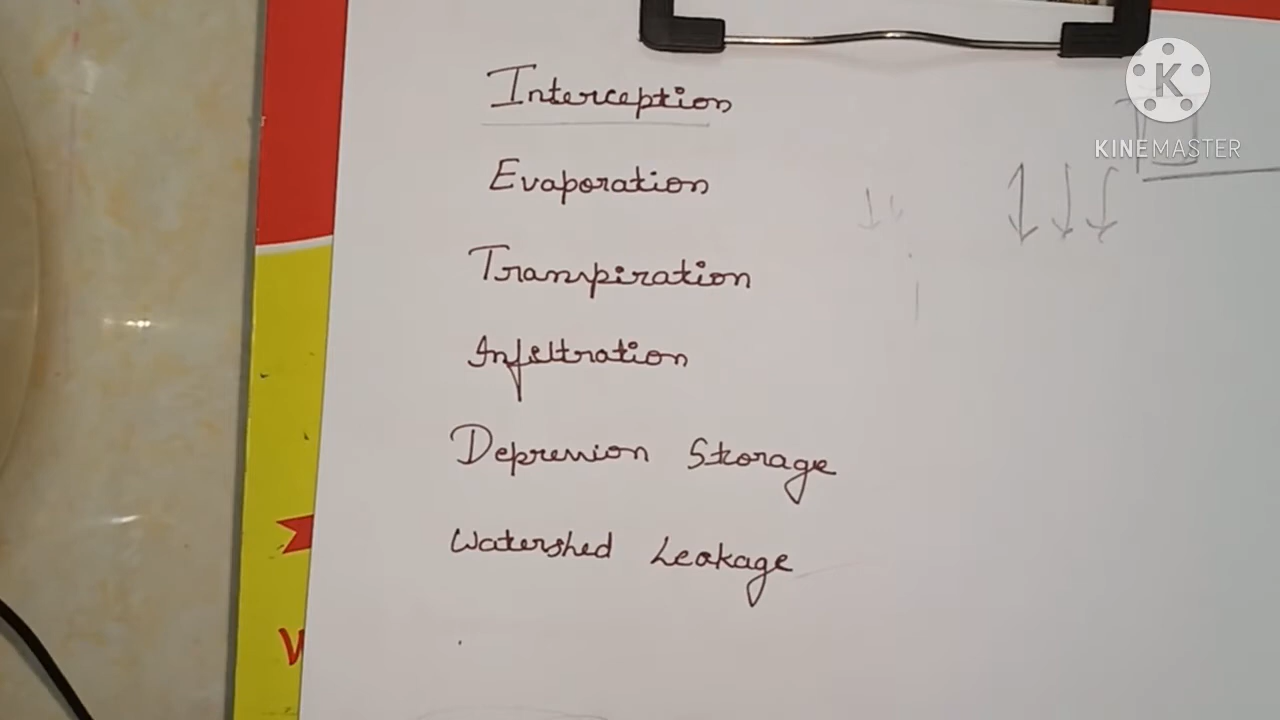 Interception
Evaporation
Transpiration
Infiltration
Depression Storage
Watershed Leakage
K
KINEMASTER